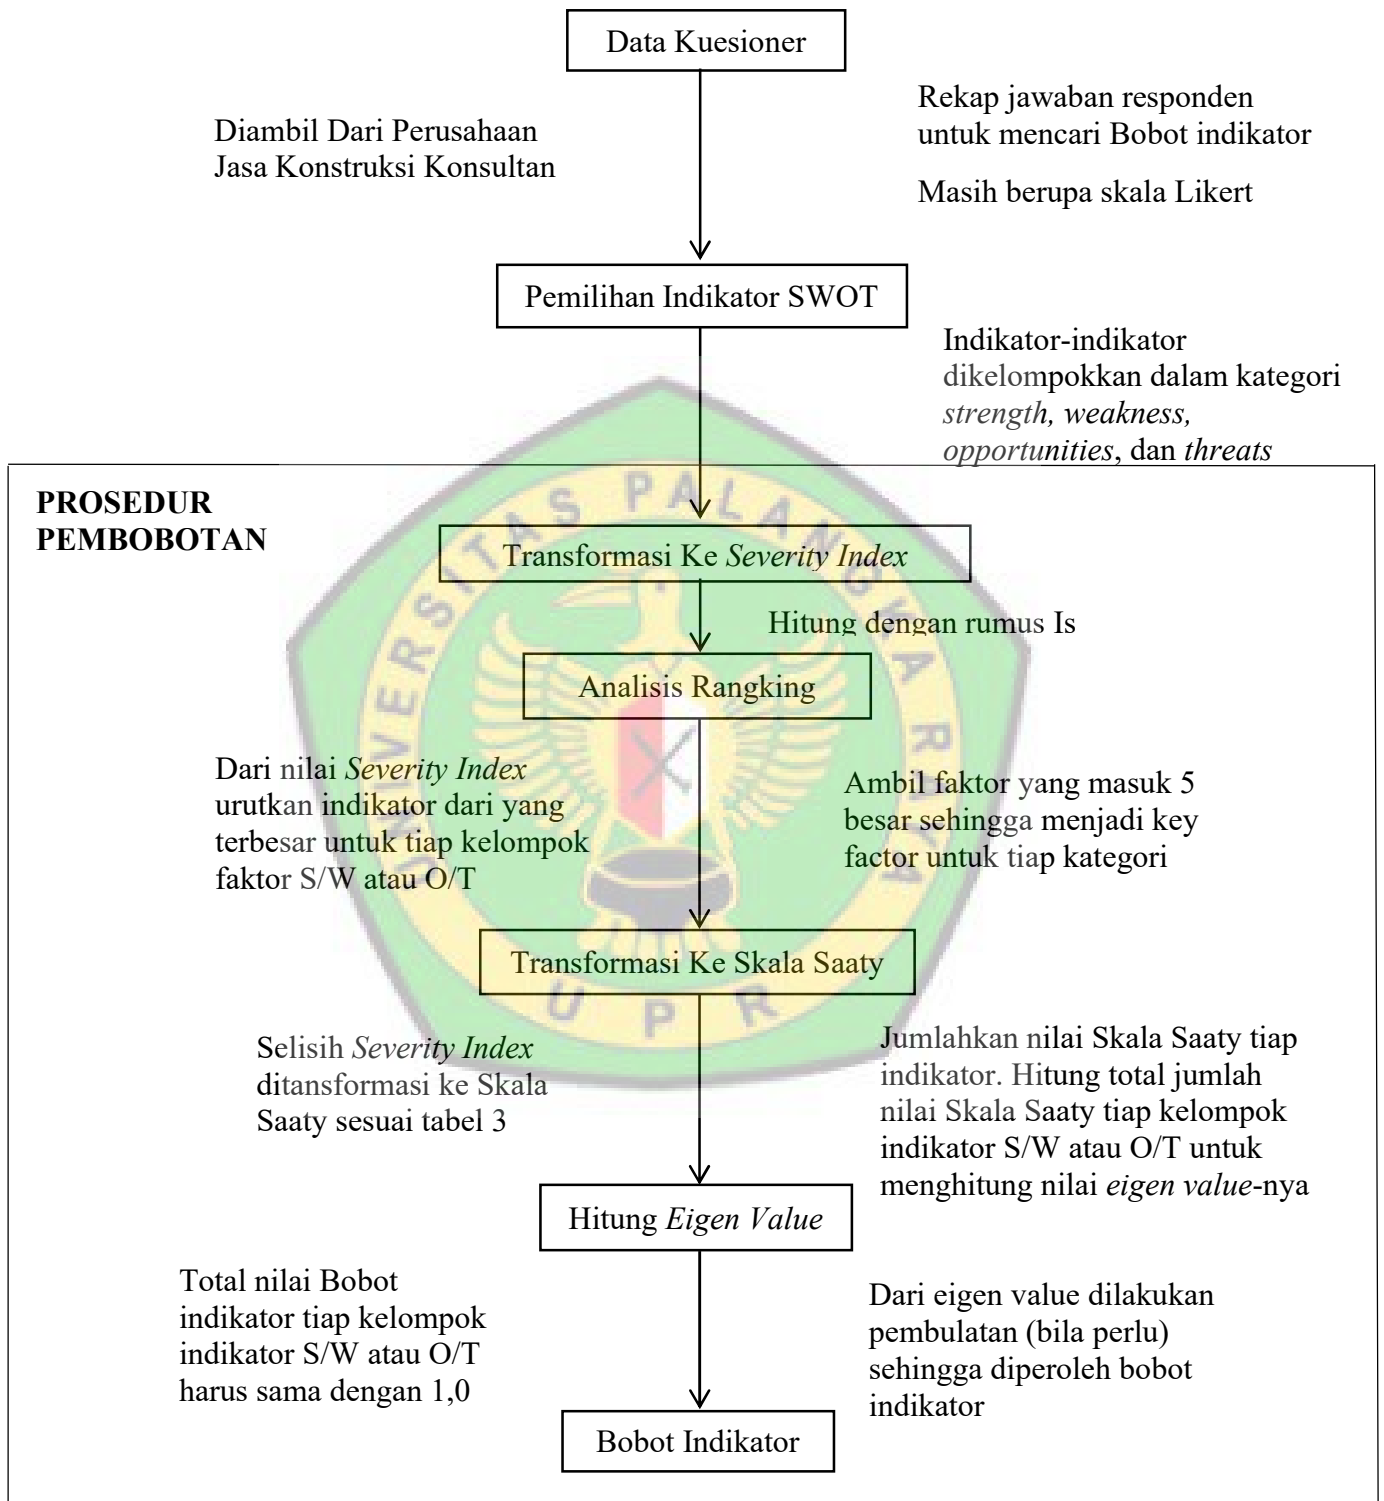 Data Kuesioner
Diambil Dari Perusahaan
Jasa Konstruksi Konsultan
Rekap jawaban responden
untuk mencari Bobot indikator
Masih berupa skala Likert
Pemilihan Indikator SWOT
Indikator-indikator
dikelompokkan dalam kategori
strength, weakness,
opportunities, dan threats
PROSEDUR
PEMBOBOTAN
UNIVERSITAS PALANGKA RAYA
Transformasi Ke Severity Index
Hitung dengan rumus Is
Analisis Rangking
Dari nilai Severity Index
urutkan indikator dari yang
terbesar untuk tiap kelompok
faktor S/W atau O/T
Ambil faktor yang masuk 5
besar sehingga menjadi key
factor untuk tiap kategori
Transformasi Ke Skala Saaty
UPR
Selisih Severity Index
ditansformasi ke Skala
Saaty sesuai tabel 3
Jumlahkan nilai Skala Saaty tiap
indikator. Hitung total jumlah
nilai Skala Saaty tiap kelompok
indikator S/W atau O/T untuk
menghitung nilai eigen value-nya
Hitung Eigen Value
Total nilai Bobot
indikator tiap kelompok
indikator S/W atau O/T
harus sama dengan 1,0
Dari eigen value dilakukan
pembulatan (bila perlu)
sehingga diperoleh bobot
indikator
Bobot Indikator